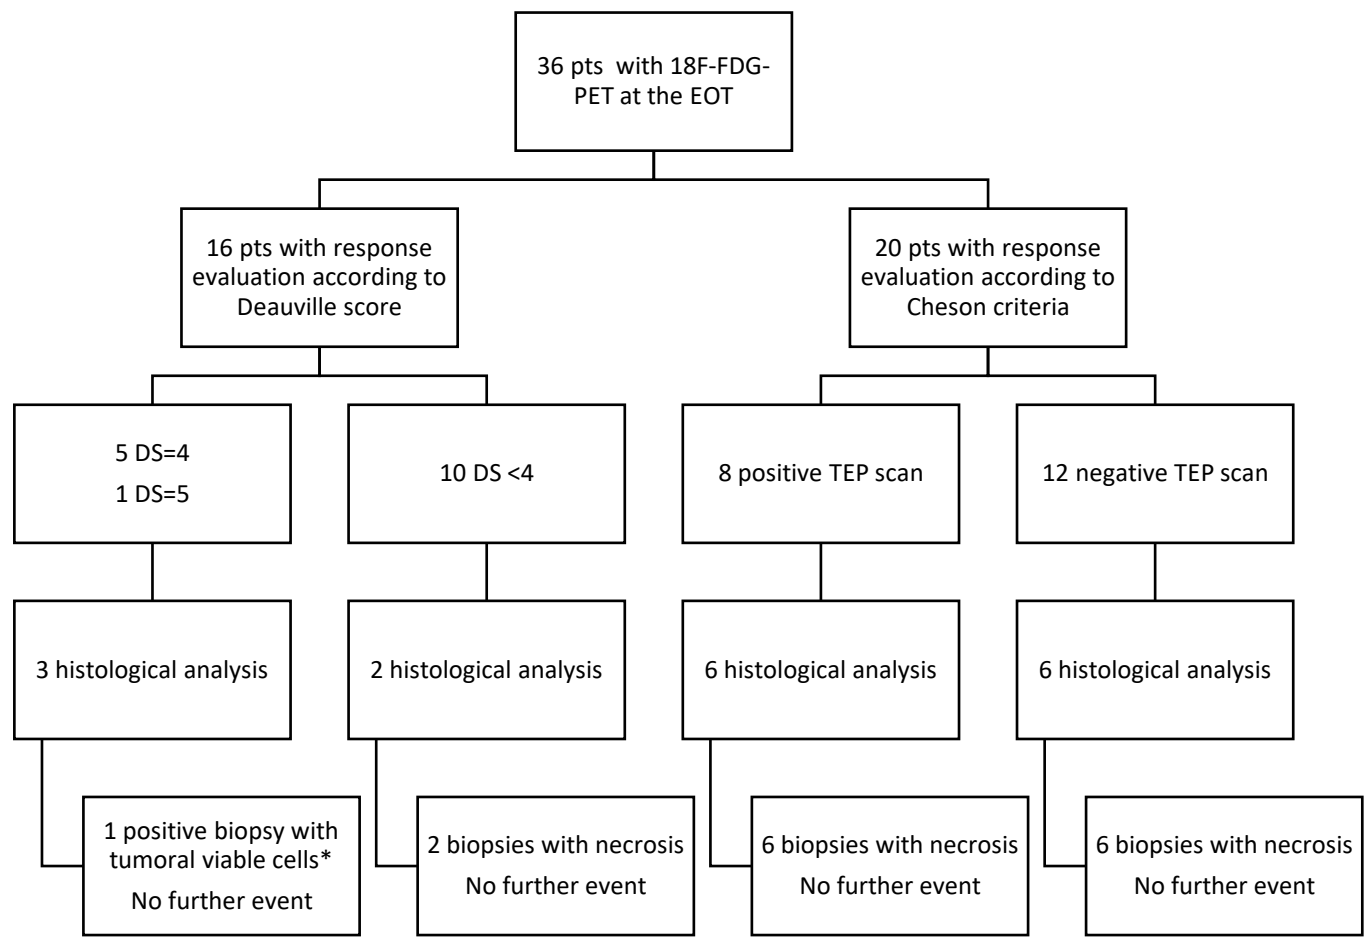 36 pts with 18F-FDG-
PET at the EOT
16 pts with response
evaluation according to
Deauville score
20 pts with response
evaluation according to
Cheson criteria
5 DS=4
1 DS=5
10 DS <4
8 positive TEP scan
12 negative TEP scan
3 histological analysis
2 histological analysis
6 histological analysis
6 histological analysis
1 positive biopsy with
tumoral viable cells*
No further event
2 biopsies with necrosis
No further event
6 biopsies with necrosis
No further event
6 biopsies with necrosis
No further event